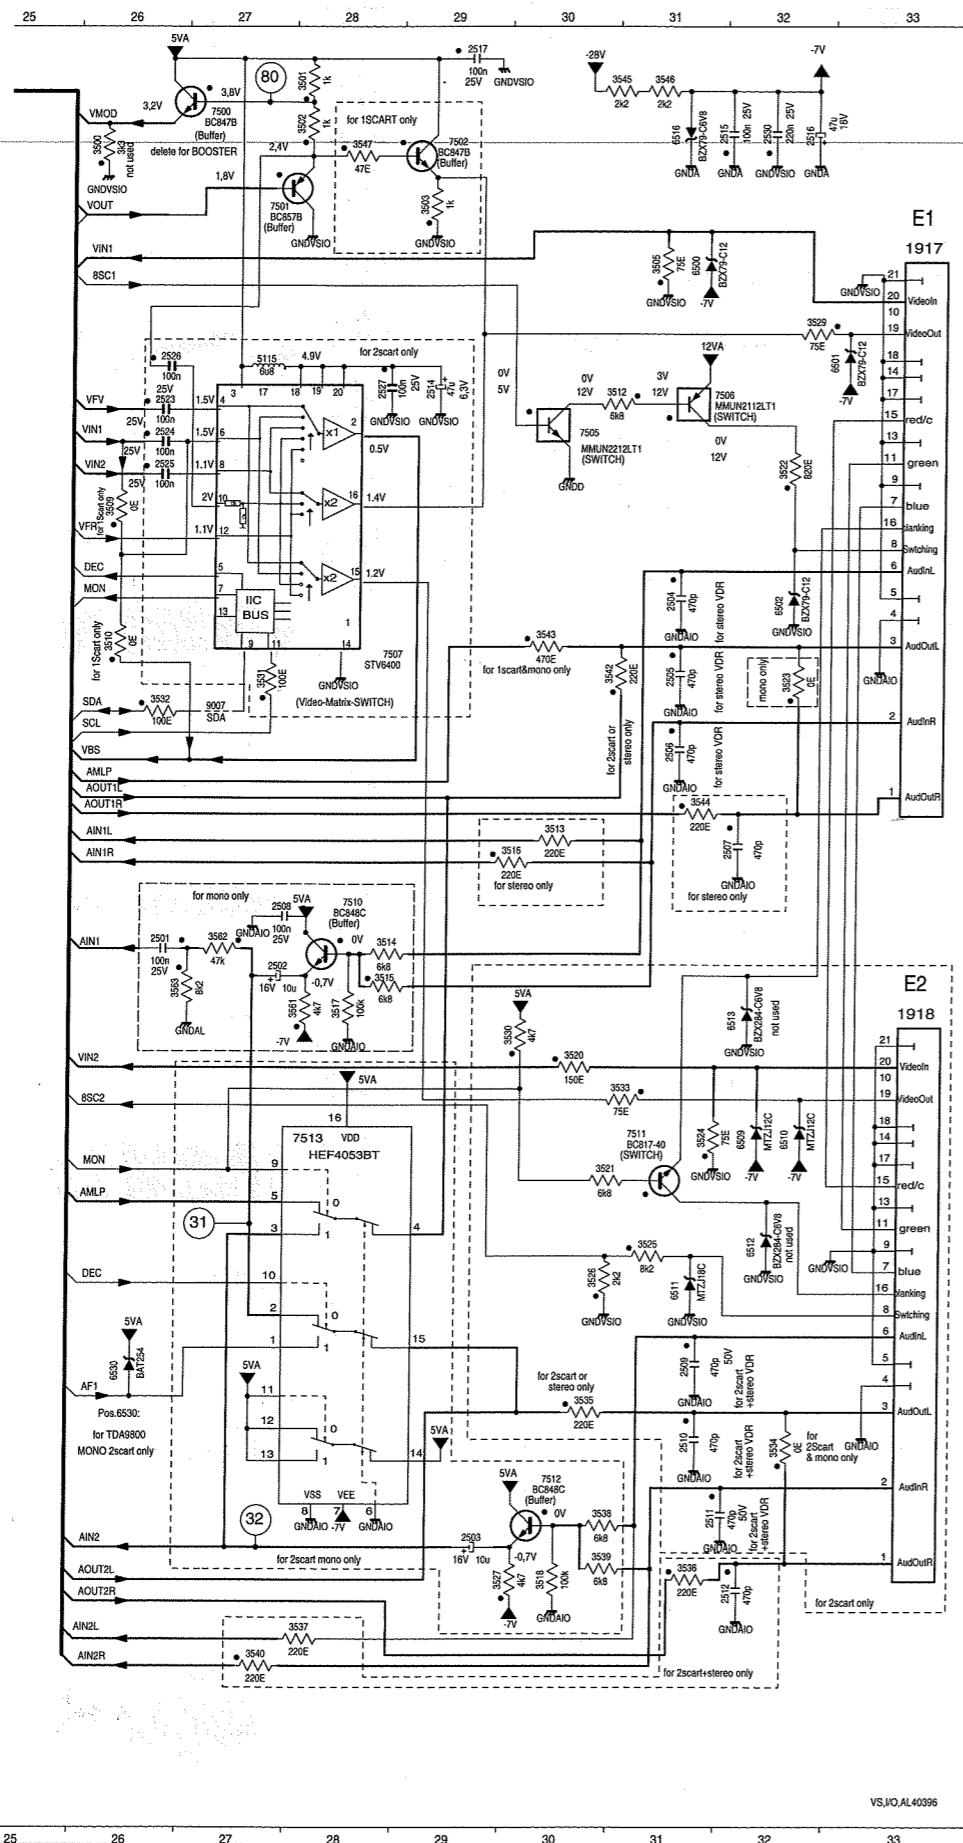 25 26 27 28 29 30 31 32 33
5VA
80
3501
1k
2517
100n
25V
GNDVSIO
-28V
3545
2k2
3546
2k2
-7V
VMOD
3,2V
3,8V
7500
BC847B
(Buffer)
delete for BOOSTER
3500
3K3
not used
GNDVSIO
3502
1k
2,4V
for 1SCART only
3547
47E
7502
BC847B
(Buffer)
3503
1k
GNDVSIO
6516
BZX79-C6V8
GNDA
2515
100n 25V
GNDA
2530
220n 25V
GNDVSIO
2516
47u
16V
GNDA
VOUT
1,8V
7501
BC857B
(Buffer)
GNDVSIO
VIN1
8SC1
3505
75E
GNDVSIO
6500
BZX79-C12
-7V
E1
1917
21
GNDVSIO
20 VideoIn
10
19 VideoOut
18
14
17
15 red/c
13
11 green
9
7 blue
16 blanking
8 Swtching
6 AudInL
5
4
3 AudOutL
2 AudInR
1 AudOutR
3529
75E
6501
BZX79-C12
-7V
for 2scart only
2526
100n
5115
6u8
4.9V
2527
100n
25V
GNDVSIO
2514
47u
6,3V
GNDVSIO
3 17 18 19 20
VFV
25V
2523
100n
1.5V
4
VIN1
25V
2524
100n
1.5V
6
VIN2
25V
2525
100n
1.1V
8
25V
2V
10
VFR
1.1V
12
for 1Scart only
3509
0E
x1
2
0.5V
x2
16
1.4V
x2
15
1.2V
DEC
5
MON
7
13
IIC
BUS
1
9 11 14
7507
STV6400
GNDVSIO
(Video-Matrix-SWITCH)
for 1Scart only
3510
0E
3531
100E
SDA
3532
100E
9007
SDA
SCL
VBS
0V
5V
7505
MMUN2212LT1
(SWITCH)
GNDD
0V
12V
3512
6k8
3V
12V
12VA
7506
MMUN2112LT1
(SWITCH)
0V
12V
3522
820E
6502
BZX79-C12
GNDVSIO
2504
470p
GNDAIO
for stereo VDR
3543
470E
for 1scart&mono only
3542
220E
for 2scart or
stereo only
2505
470p
GNDAIO
for stereo VDR
mono only
3523
0E
GNDAIO
2506
470p
GNDAIO
for stereo VDR
AMLP
AOUT1L
AOUT1R
3544
220E
2507
470p
GNDAIO
for stereo only
AIN1L
3513
220E
AIN1R
3516
220E
for stereo only
for mono only
AIN1
2501
100n
25V
3562
47k
3563
8k2
GNDAL
GNDAIO
2508
100n
25V
5VA
7510
BC848C
(Buffer)
0V
2502
16V 10u
-0,7V
3561
4k7
-7V
3517
100k
GNDAIO
3514
6k8
3515
6k8
5VA
3530
4k7
6513
BZX284-C6V8
not used
GNDVSIO
E2
1918
21
20 VideoIn
10
19 VideoOut
18
14
17
15 red/c
13
11 green
9
7 blue
16 blanking
8 Swtching
6 AudInL
5
4
3 AudOutL
2 AudInR
1 AudOutR
VIN2
3520
150E
8SC2
3533
75E
3524
75E
GNDVSIO
6509
MTZJ12C
-7V
6510
MTZJ12C
-7V
5VA
16
VDD
7513
HEF4053BT
MON
9
AMLP
5
31
3
0
1
4
DEC
10
2
1
0
1
15
5VA
11
12
13
0
1
14
5VA
VSS VEE
8 7 6
GNDAIO -7V GNDAIO
3521
6k8
7511
BC817-40
(SWITCH)
6512
BZX284-C6V8
not used
GNDVSIO
GNDVSIO
3525
8k2
3526
2k2
GNDVSIO
6511
MTZJ18C
GNDVSIO
5VA
6530
BAT254
AF1
Pos.6530:
for TDA9800
MONO 2scart only
for 2scart or
stereo only
3535
220E
2509
470p
50V
GNDAIO
for 2scart
+stereo VDR
2510
470p
GNDAIO
for 2scart
+stereo VDR
3534
0E
for
2Scart
& mono only
GNDAIO
2511
470p
50V
GNDAIO
for 2scart
+stereo VDR
32
AIN2
for 2scart mono only
2503
16V 10u
5VA
7512
BC848C
(Buffer)
0V
-0,7V
3527
4k7
-7V
3518
100k
GNDAIO
3538
6k8
3539
6k8
AOUT2L
AOUT2R
3536
220E
2512
470p
GNDAIO
for 2scart only
AIN2L
3537
220E
AIN2R
3540
220E
for 2scart+stereo only
VS,I/O,AL40396
25 26 27 28 29 30 31 32 33